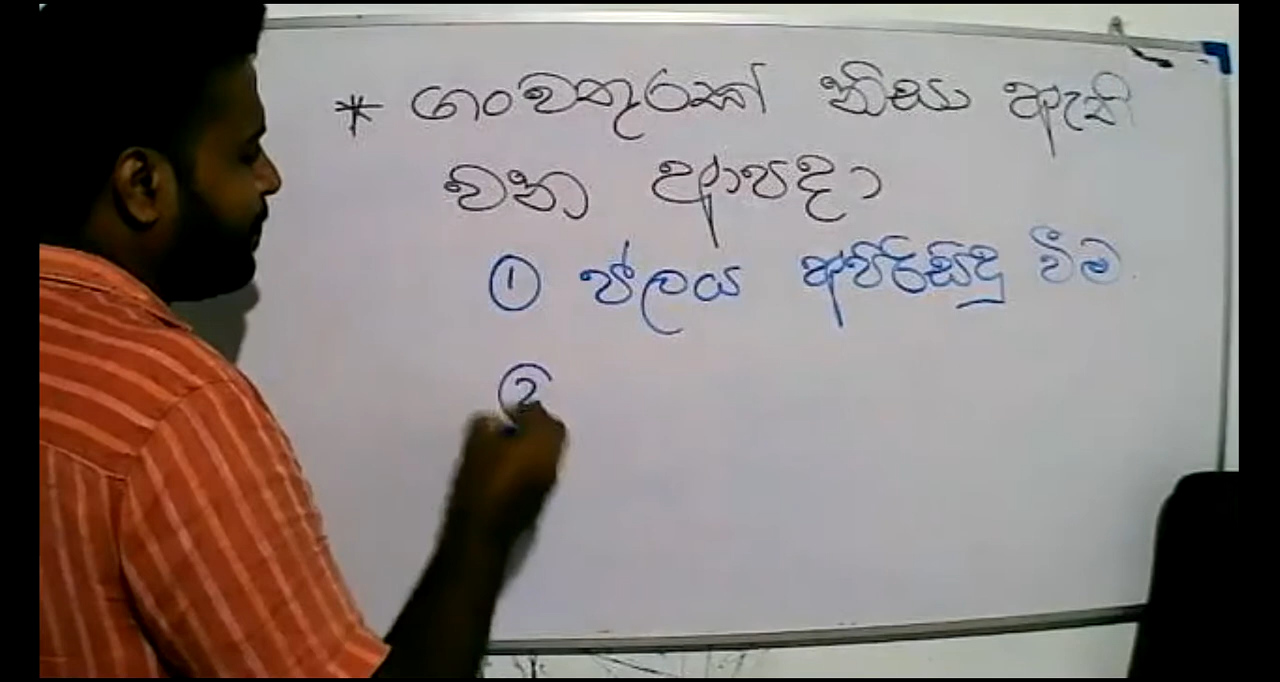 * ගංවතුරක් නිසා ඇති
වන ආපදා
① ජලය අපිරිසිදු වීම
②